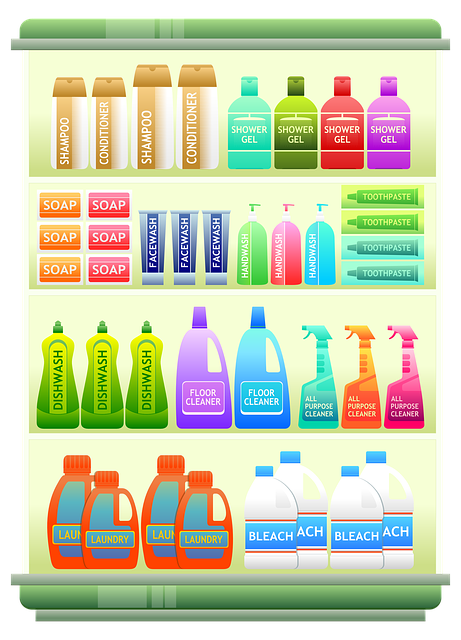 SHAMPOO
CONDITIONER
SHAMPOO
CONDITIONER
SHOWER
GEL
SHOWER
GEL
SHOWER
GEL
SHOWER
GEL
SOAP
SOAP
SOAP
SOAP
SOAP
SOAP
FACEWASH
FACEWASH
FACEWASH
HANDWASH
HANDWASH
HANDWASH
TOOTHPASTE
TOOTHPASTE
TOOTHPASTE
TOOTHPASTE
DISHWASH
DISHWASH
DISHWASH
FLOOR
CLEANER
FLOOR
CLEANER
ALL
PURPOSE
CLEANER
ALL
PURPOSE
CLEANER
ALL
PURPOSE
CLEANER
LAUN
LAUNDRY
LAUN
LAUNDRY
BLEACH
ACH
BLEACH
ACH